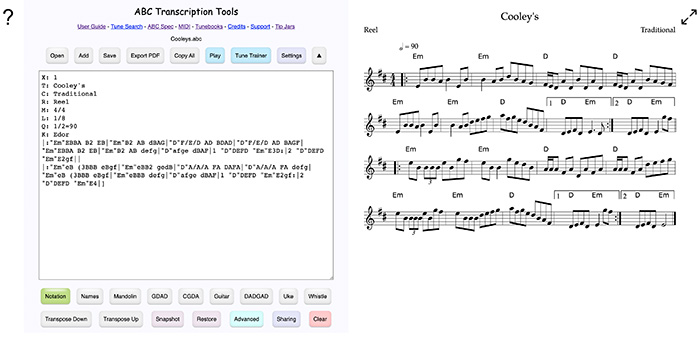 ?
ABC Transcription Tools
User Guide - Tune Search - ABC Spec - MIDI - Tunebooks - Credits - Support - Tip Jars
Cooleys.abc
Open Add Save Export PDF Copy All Play Tune Trainer Settings ▲
X: 1
T: Cooley's
C: Traditional
R: Reel
M: 4/4
L: 1/8
Q: 1/2=90
K: Edor
|:"Em"EBBA B2 EB|"Em"B2 AB dBAG|"D"F/E/D AD BDAD|"D"F/E/D AD BAGF|
"Em"EBBA B2 EB|"Em"B2 AB defg|"D"afge dBAF|1 "D"DEFD "Em"E3D:|2 "D"DEFD
"Em"E2gf||
|:"Em"eB (3BBB eBgf|"Em"eBB2 gedB|"D"A/A/A FA DAFA|"D"A/A/A FA defg|
"Em"eB (3BBB eBgf|"Em"eBBB defg|"D"afge dBAF|1 "D"DEFD "Em"E2gf:|2
"D"DEFD "Em"E4|]
Notation Names Mandolin GDAD CGDA Guitar DADGAD Uke Whistle
Transpose Down Transpose Up Snapshot Restore Advanced Sharing Clear
Cooley's
Reel Traditional
= 90
Em Em D
4
4
Em Em D 1 D Em 2 D Em
Em Em D
3
Em Em D 1 D Em 2 D Em
3